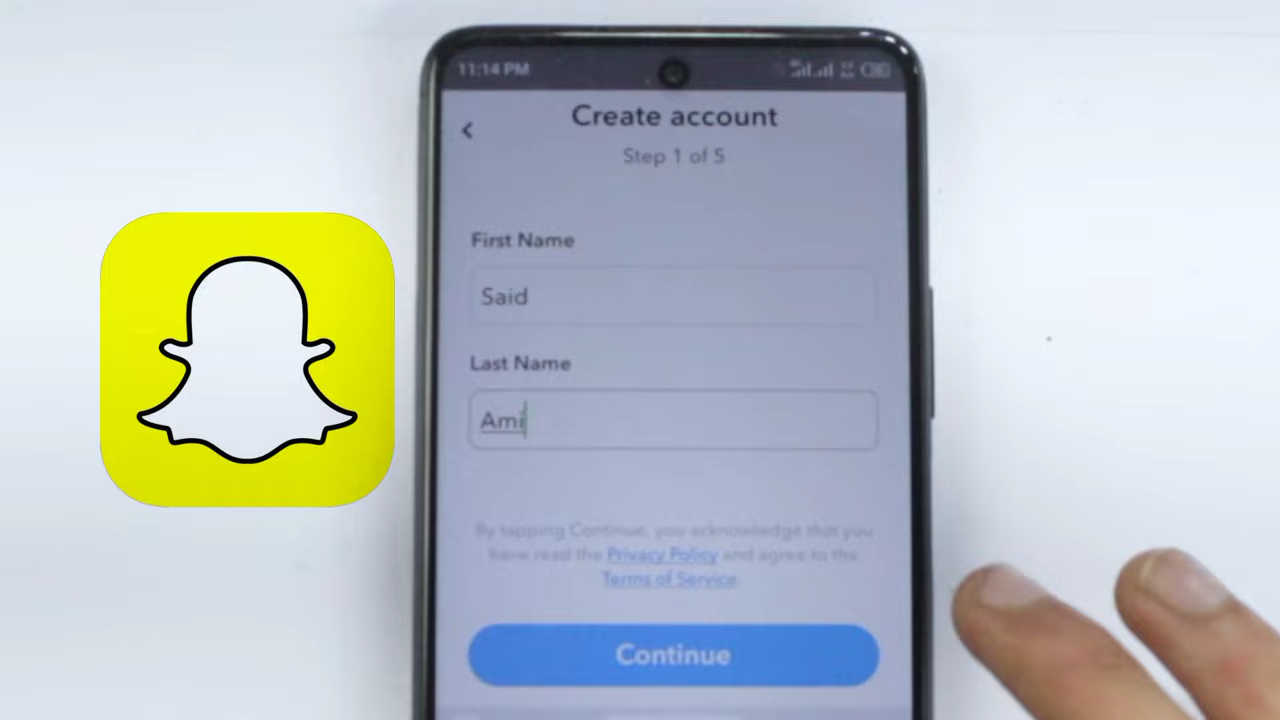 11:14 PM
Create account
Step 1 of 5
First Name
Said
Last Name
Ami
By tapping Continue, you acknowledge that you
have read the Privacy Policy and agree to the
Terms of Service.
Continue